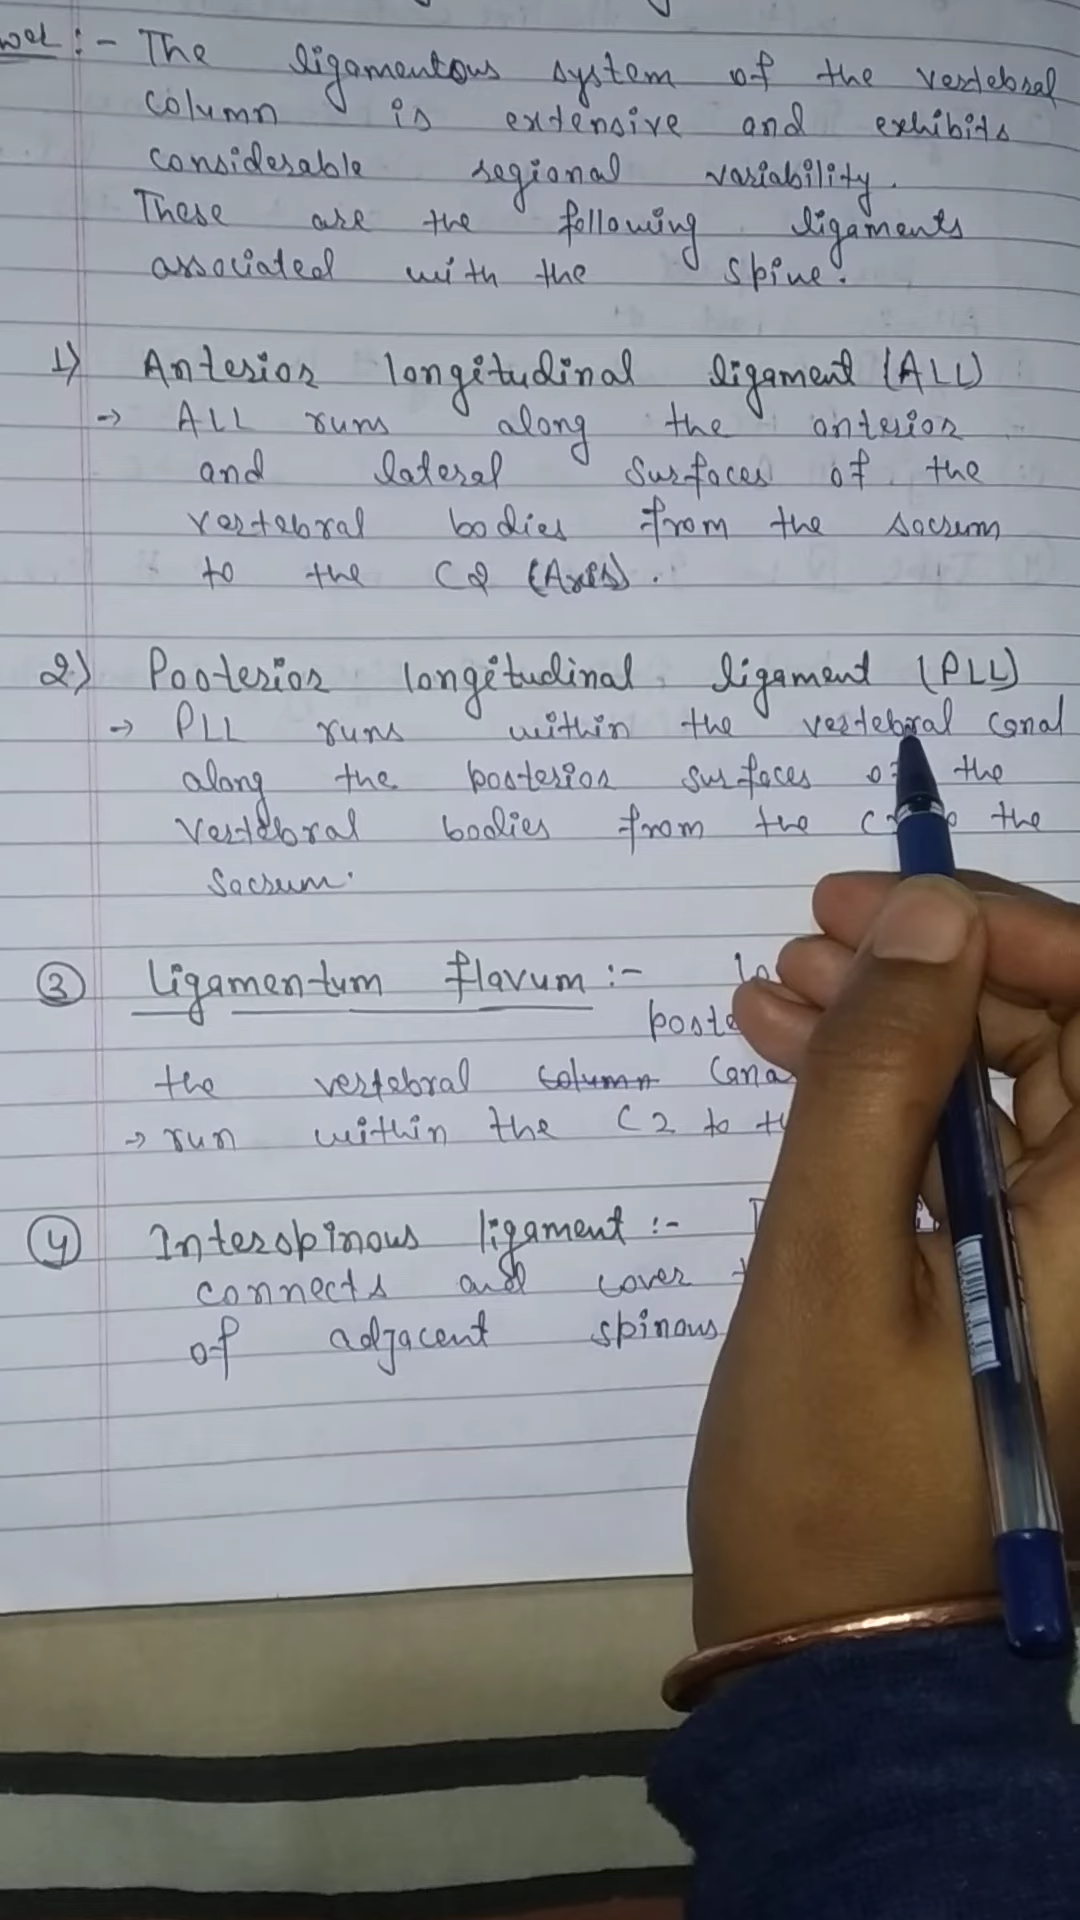 :- The ligamentous system of the vertebral
column is extensive and exhibits
considerable regional variability.
These are the following ligaments
associated with the spine.
1) Anterior longitudinal ligament (ALL)
→ ALL runs along the anterior
and lateral surfaces of the
vertebral bodies from the sacrum
to the C2 (Axis).
2) Posterior longitudinal ligament (PLL)
→ PLL runs within the vertebral canal
along the posterior surfaces of the
vertebral bodies from the the
sacrum.
③ Ligamentum flavum :-
the vertebral column
→ run within the C2 to
④ Interspinous ligament :-
connects and cover
of adjacent spinous